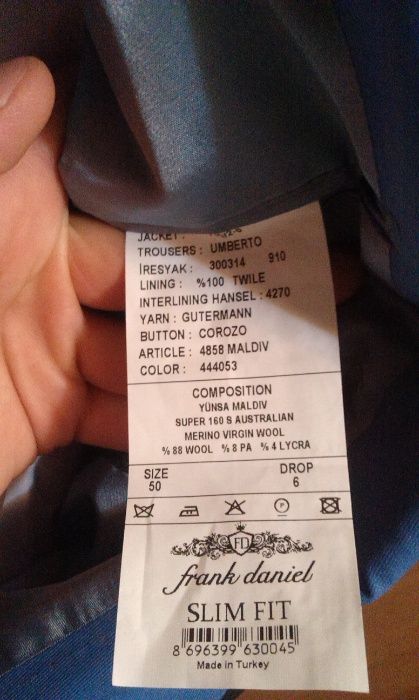 JACKET:
TROUSERS: UMBERTO
İRESYAK: 300314 910
LINING: %100 TWILE
INTERLINING HANSEL: 4270
YARN: GUTERMANN
BUTTON: COROZO
ARTICLE: 4858 MALDIV
COLOR: 444053
COMPOSITION
YÜNSA MALDIV
SUPER 160 S AUSTRALIAN
MERINO VIRGIN WOOL
% 88 WOOL % 8 PA % 4 LYCRA
SIZE DROP
50 6
P
FD
frank daniel
SLIM FIT
8 696399 630045
Made in Turkey